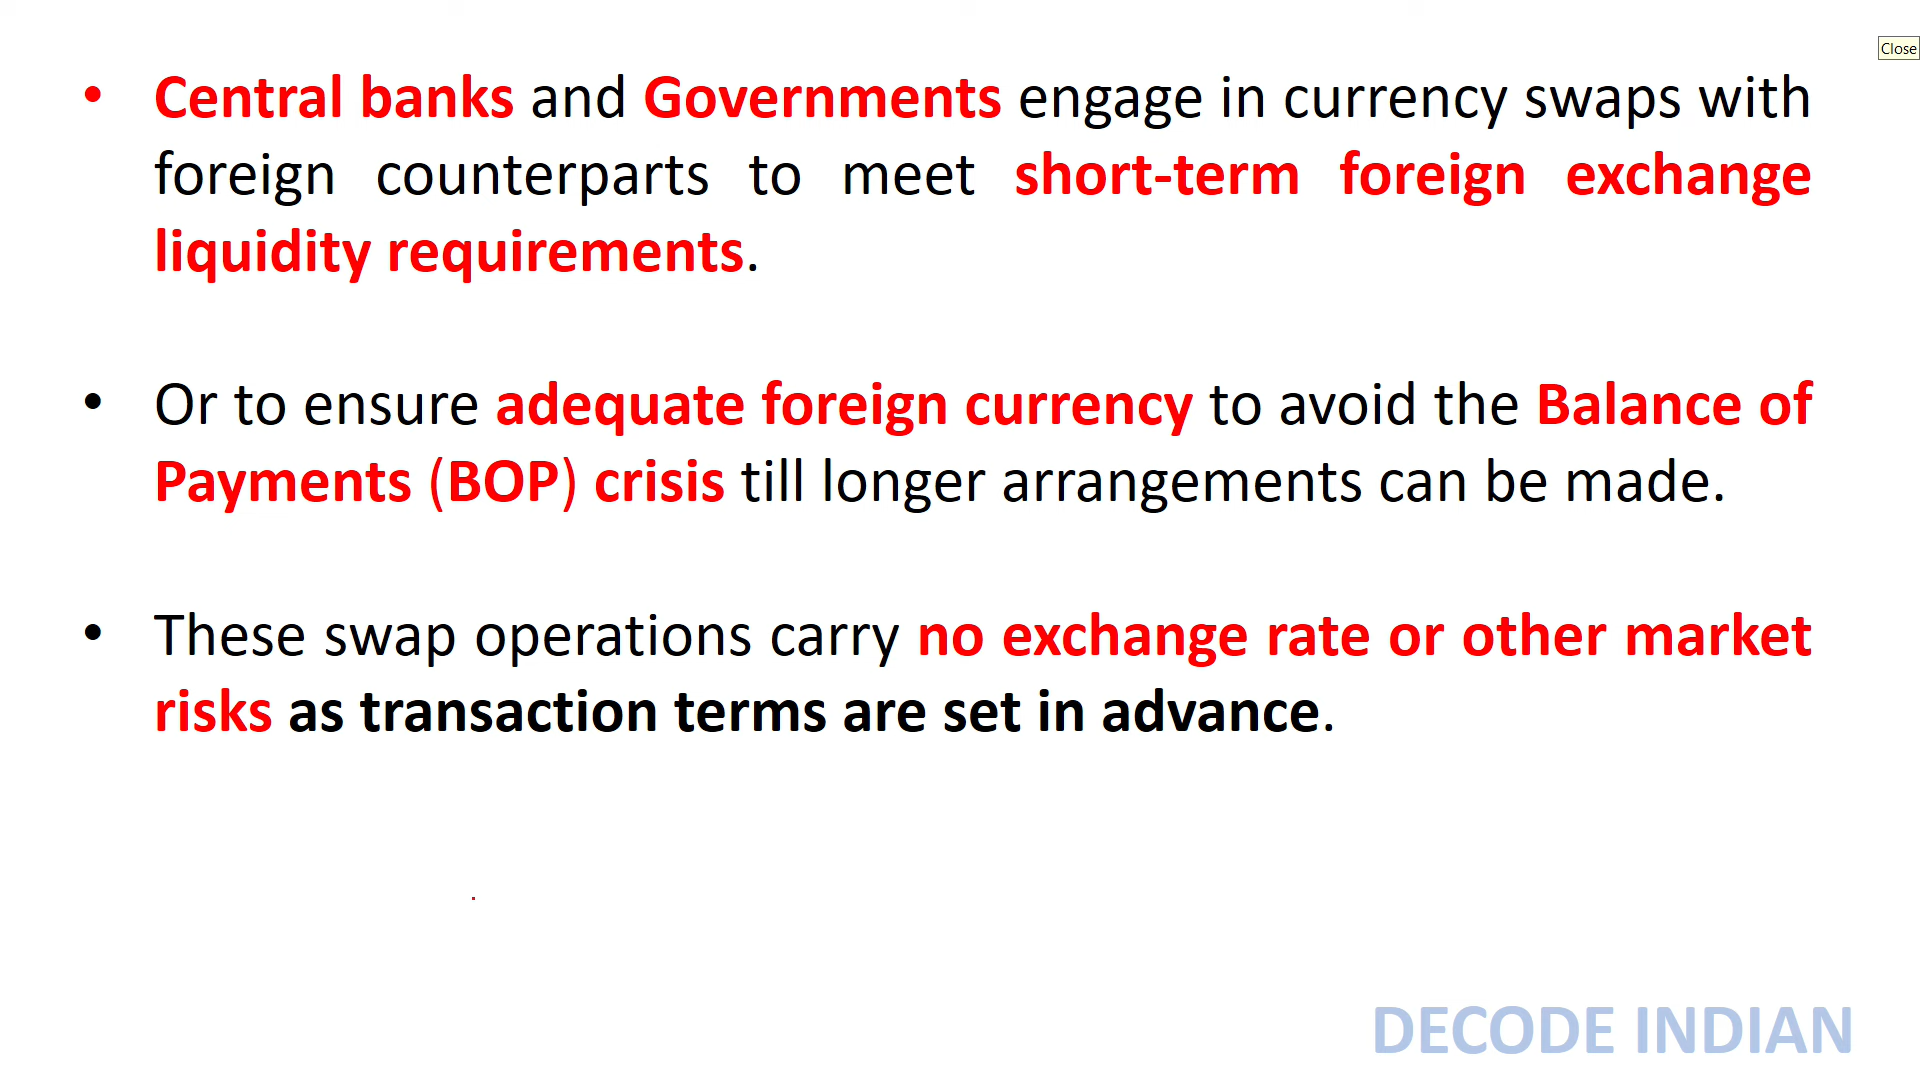 Close
• Central banks and Governments engage in currency swaps with
foreign counterparts to meet short-term foreign exchange
liquidity requirements.
• Or to ensure adequate foreign currency to avoid the Balance of
Payments (BOP) crisis till longer arrangements can be made.
• These swap operations carry no exchange rate or other market
risks as transaction terms are set in advance.
DECODE INDIAN